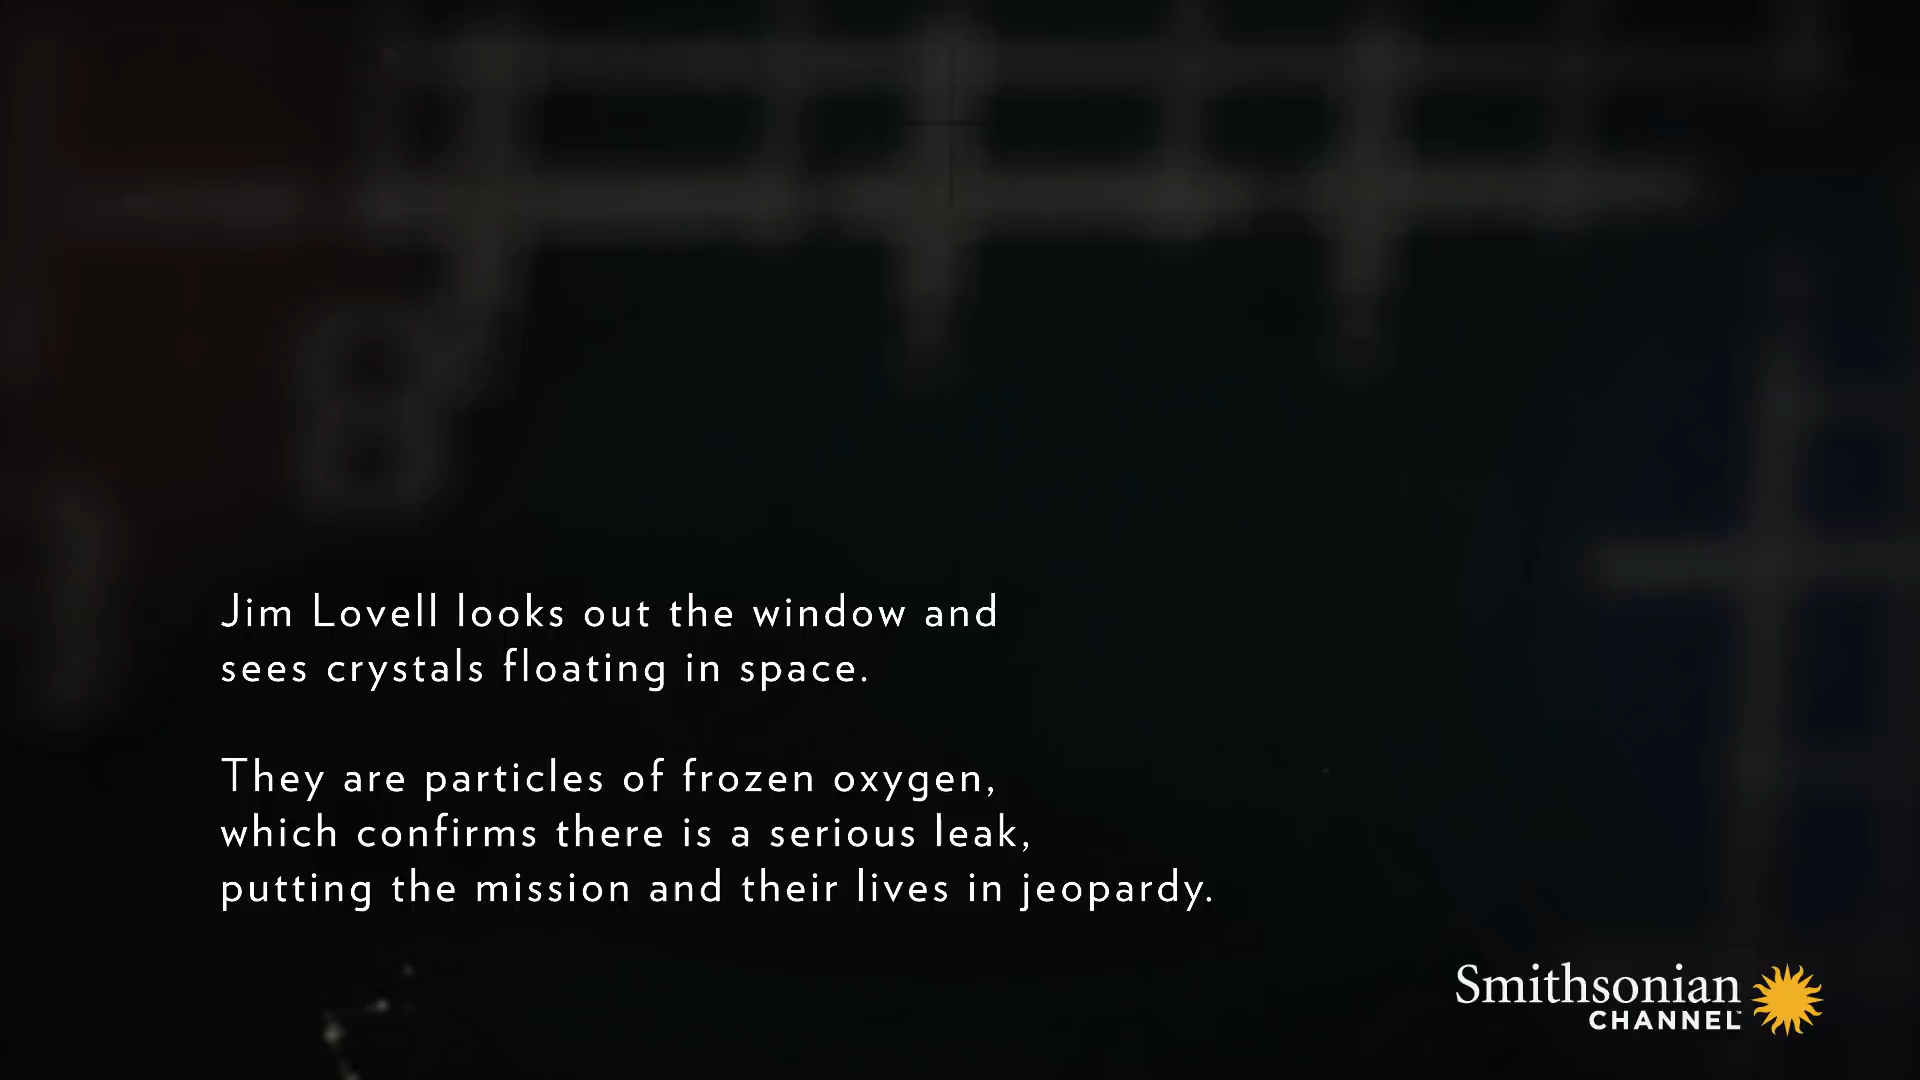 8
Jim Lovell looks out the window and
sees crystals floating in space.
They are particles of frozen oxygen,
which confirms there is a serious leak,
putting the mission and their lives in jeopardy.
Smithsonian
CHANNEL